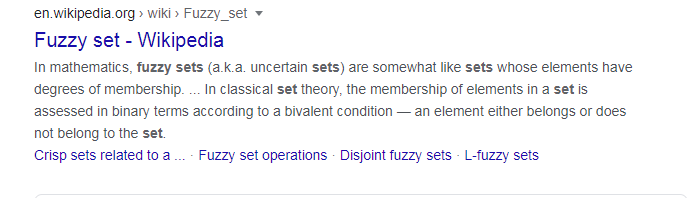 en.wikipedia.org › wiki › Fuzzy_set
Fuzzy set - Wikipedia
In mathematics, fuzzy sets (a.k.a. uncertain sets) are somewhat like sets whose elements have
degrees of membership. ... In classical set theory, the membership of elements in a set is
assessed in binary terms according to a bivalent condition — an element either belongs or does
not belong to the set.
Crisp sets related to a ... · Fuzzy set operations · Disjoint fuzzy sets · L-fuzzy sets